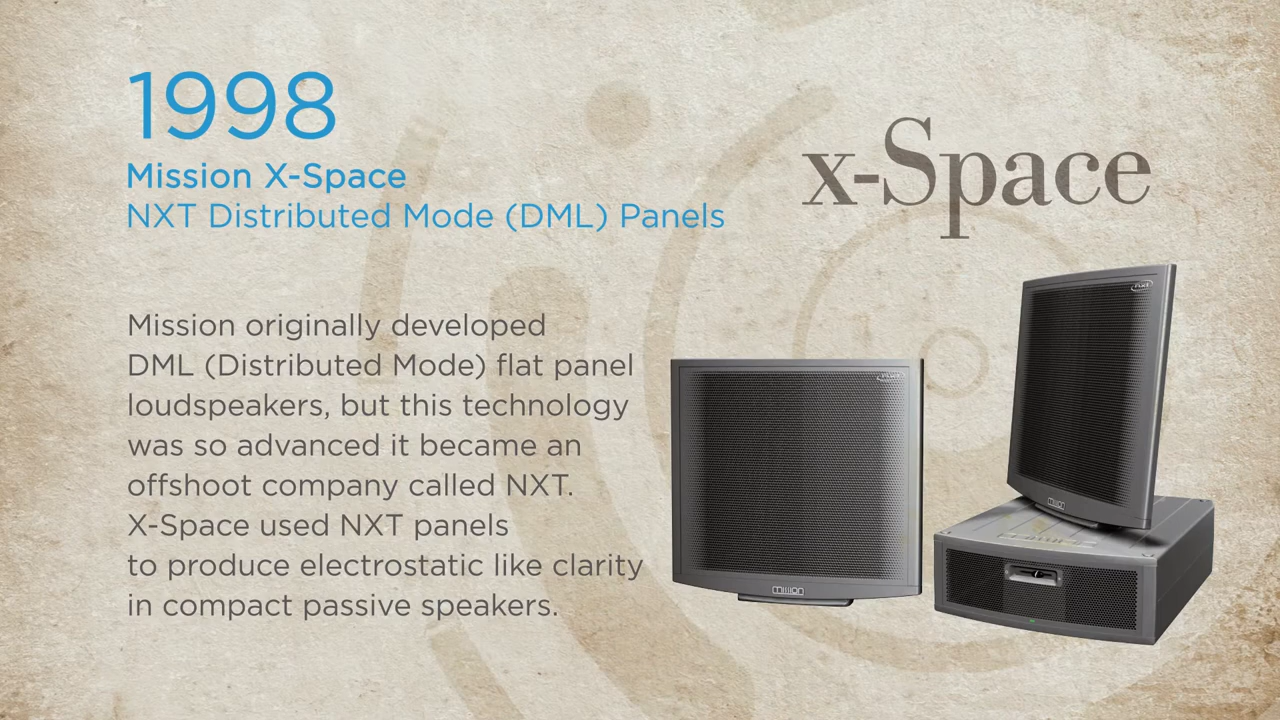 1998
Mission X-Space
NXT Distributed Mode (DML) Panels
x-Space
Mission originally developed
DML (Distributed Mode) flat panel
loudspeakers, but this technology
was so advanced it became an
offshoot company called NXT.
X-Space used NXT panels
to produce electrostatic like clarity
in compact passive speakers.
mission
mission